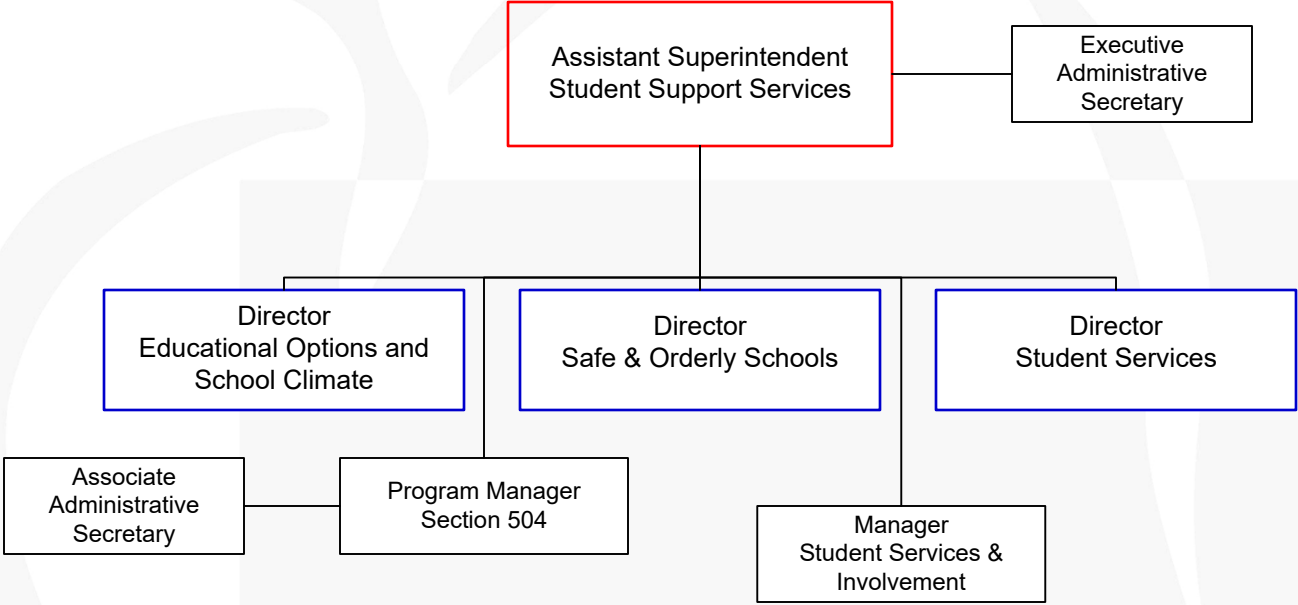 Assistant Superintendent
Student Support Services
Executive
Administrative
Secretary
Director
Educational Options and
School Climate
Director
Safe & Orderly Schools
Director
Student Services
Associate
Administrative
Secretary
Program Manager
Section 504
Manager
Student Services &
Involvement